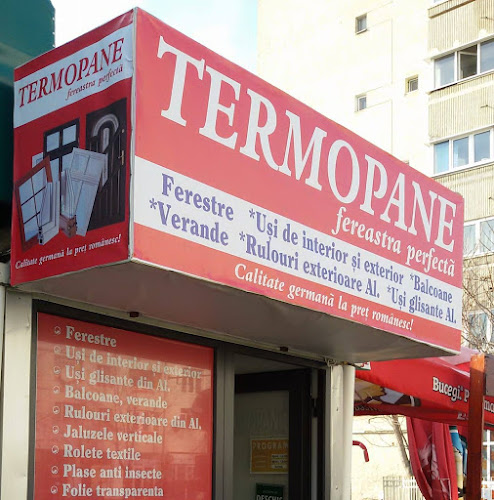 TERMOPANE
fereastra perfectă
Calitate germană la preț românesc!
TERMOPANE
fereastra perfectă
Ferestre *Uși de interior și exterior *Balcoane
*Verande *Rulouri exterioare Al. *Uși glisante Al.
Calitate germană la preț românesc!
Ferestre
Uși de interior și exterior
Uși glisante din Al.
Balcoane, verande
Rulouri exterioare din Al.
Jaluzele verticale
Rolete textile
Plase anti insecte
Folie transparenta
PROGRAM
Bucegi